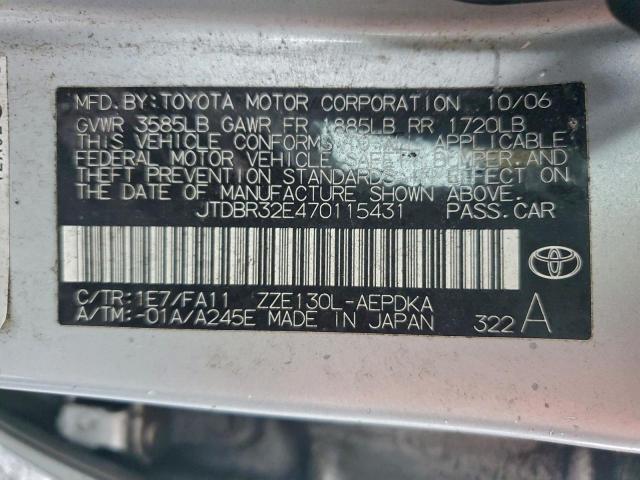 MFD. BY: TOYOTA MOTOR CORPORATION 10/06
GVWR 3585LB GAWR FR 1885LB RR 1720LB
THIS VEHICLE CONFORMS TO ALL APPLICABLE
FEDERAL MOTOR VEHICLE SAFETY, BUMPER, AND
THEFT PREVENTION STANDARDS IN EFFECT ON THE
DATE OF MANUFACTURE SHOWN ABOVE.
JTDBR32E470115431 PASS.CAR
C/TR:1E7/FA11 ZZE130L-AEPDKA
A/TM:-01A/A245E MADE IN JAPAN 322 A